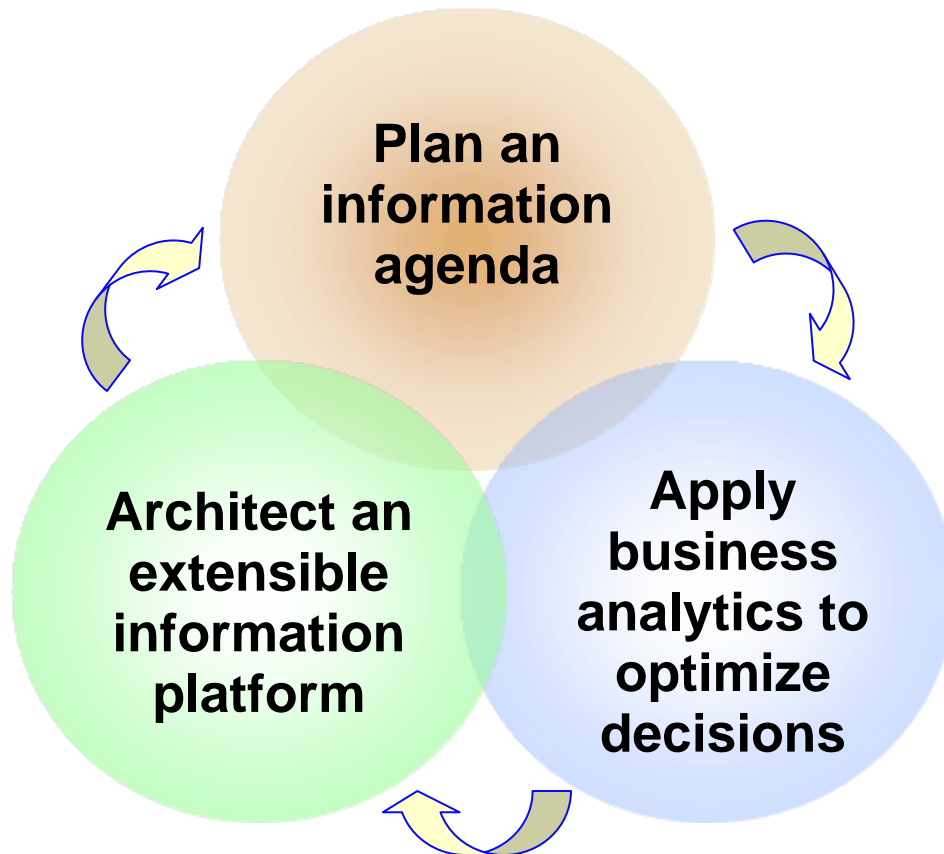 Plan an
information
agenda
Architect an
extensible
information
platform
Apply
business
analytics to
optimize
decisions